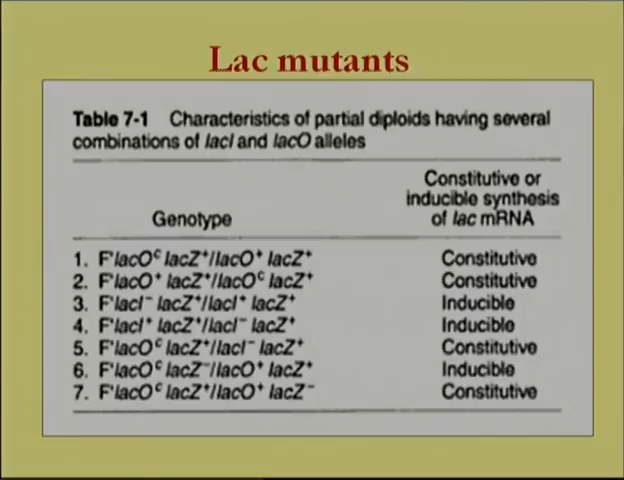 Lac mutants
Table 7-1 Characteristics of partial diploids having several
combinations of lacI and lacO alleles
Constitutive or
inducible synthesis
Genotype of lac mRNA
1. F'lacOᶜ lacZ⁺/lacO⁺ lacZ⁺ Constitutive
2. F'lacO⁺ lacZ⁺/lacOᶜ lacZ⁺ Constitutive
3. F'lacI⁻ lacZ⁺/lacI⁺ lacZ⁺ Inducible
4. F'lacI⁺ lacZ⁺/lacI⁻ lacZ⁺ Inducible
5. F'lacOᶜ lacZ⁺/lacI⁻ lacZ⁺ Constitutive
6. F'lacOᶜ lacZ⁻/lacO⁺ lacZ⁺ Inducible
7. F'lacOᶜ lacZ⁺/lacO⁺ lacZ⁻ Constitutive